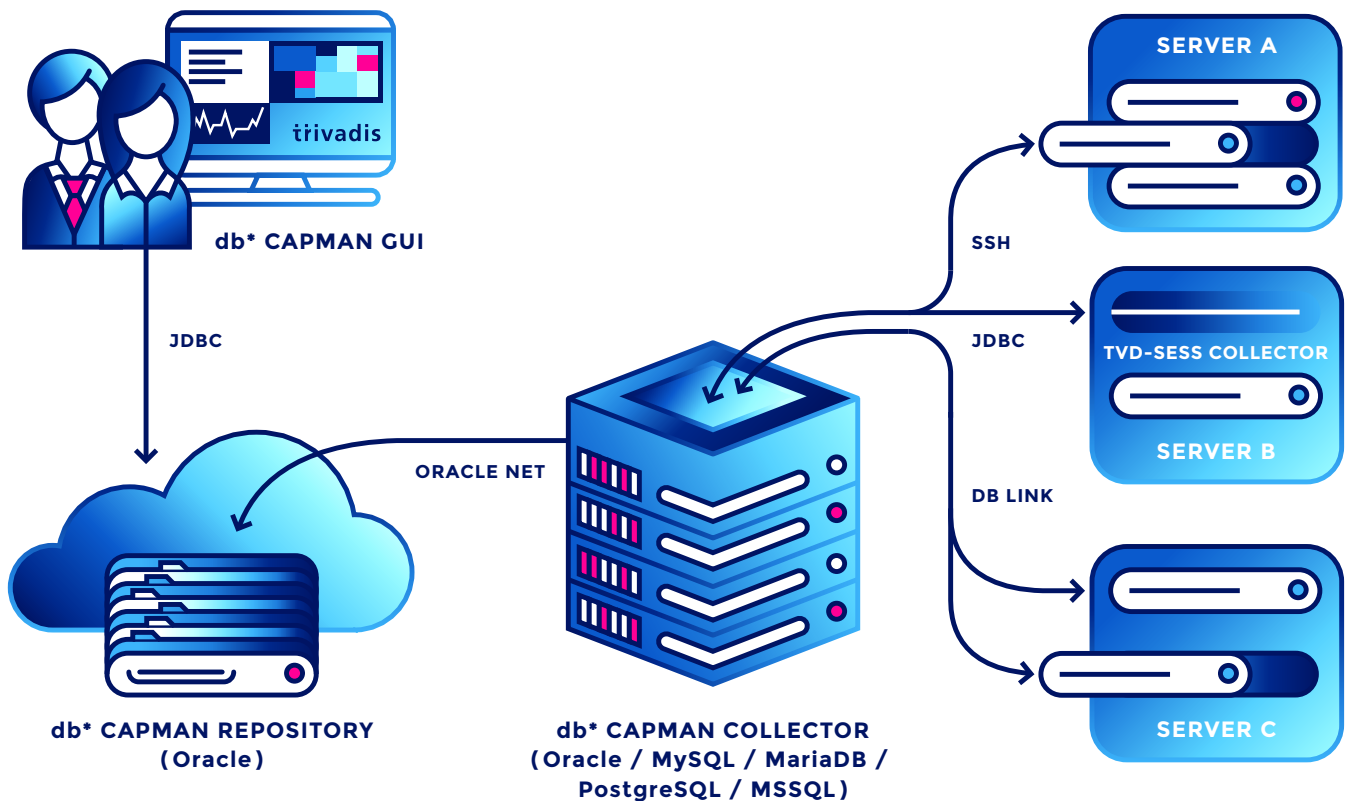 trivadis
db* CAPMAN GUI
JDBC
ORACLE NET
db* CAPMAN REPOSITORY
(Oracle)
db* CAPMAN COLLECTOR
(Oracle / MySQL / MariaDB /
PostgreSQL / MSSQL)
SSH
JDBC
DB LINK
SERVER A
TVD-SESS COLLECTOR
SERVER B
SERVER C